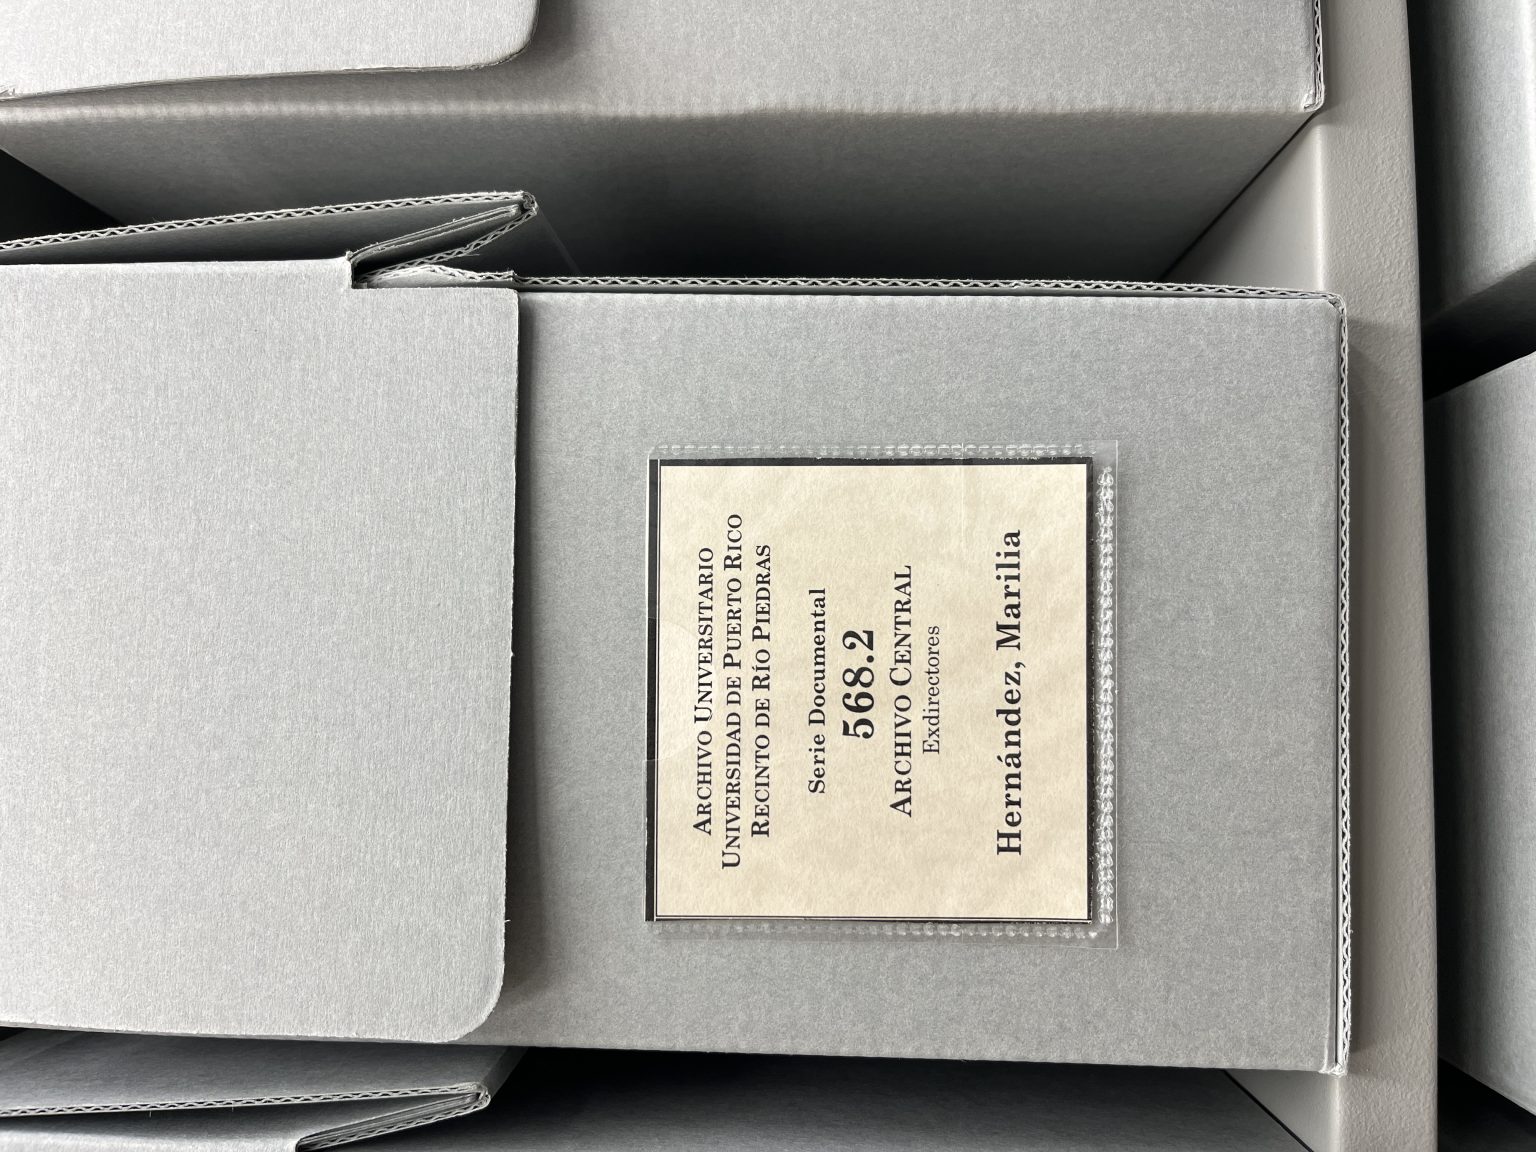 ARCHIVO UNIVERSITARIO
UNIVERSIDAD DE PUERTO RICO
RECINTO DE RÍO PIEDRAS
Serie Documental
568.2
ARCHIVO CENTRAL
Exdirectores
Hernández, Marilia